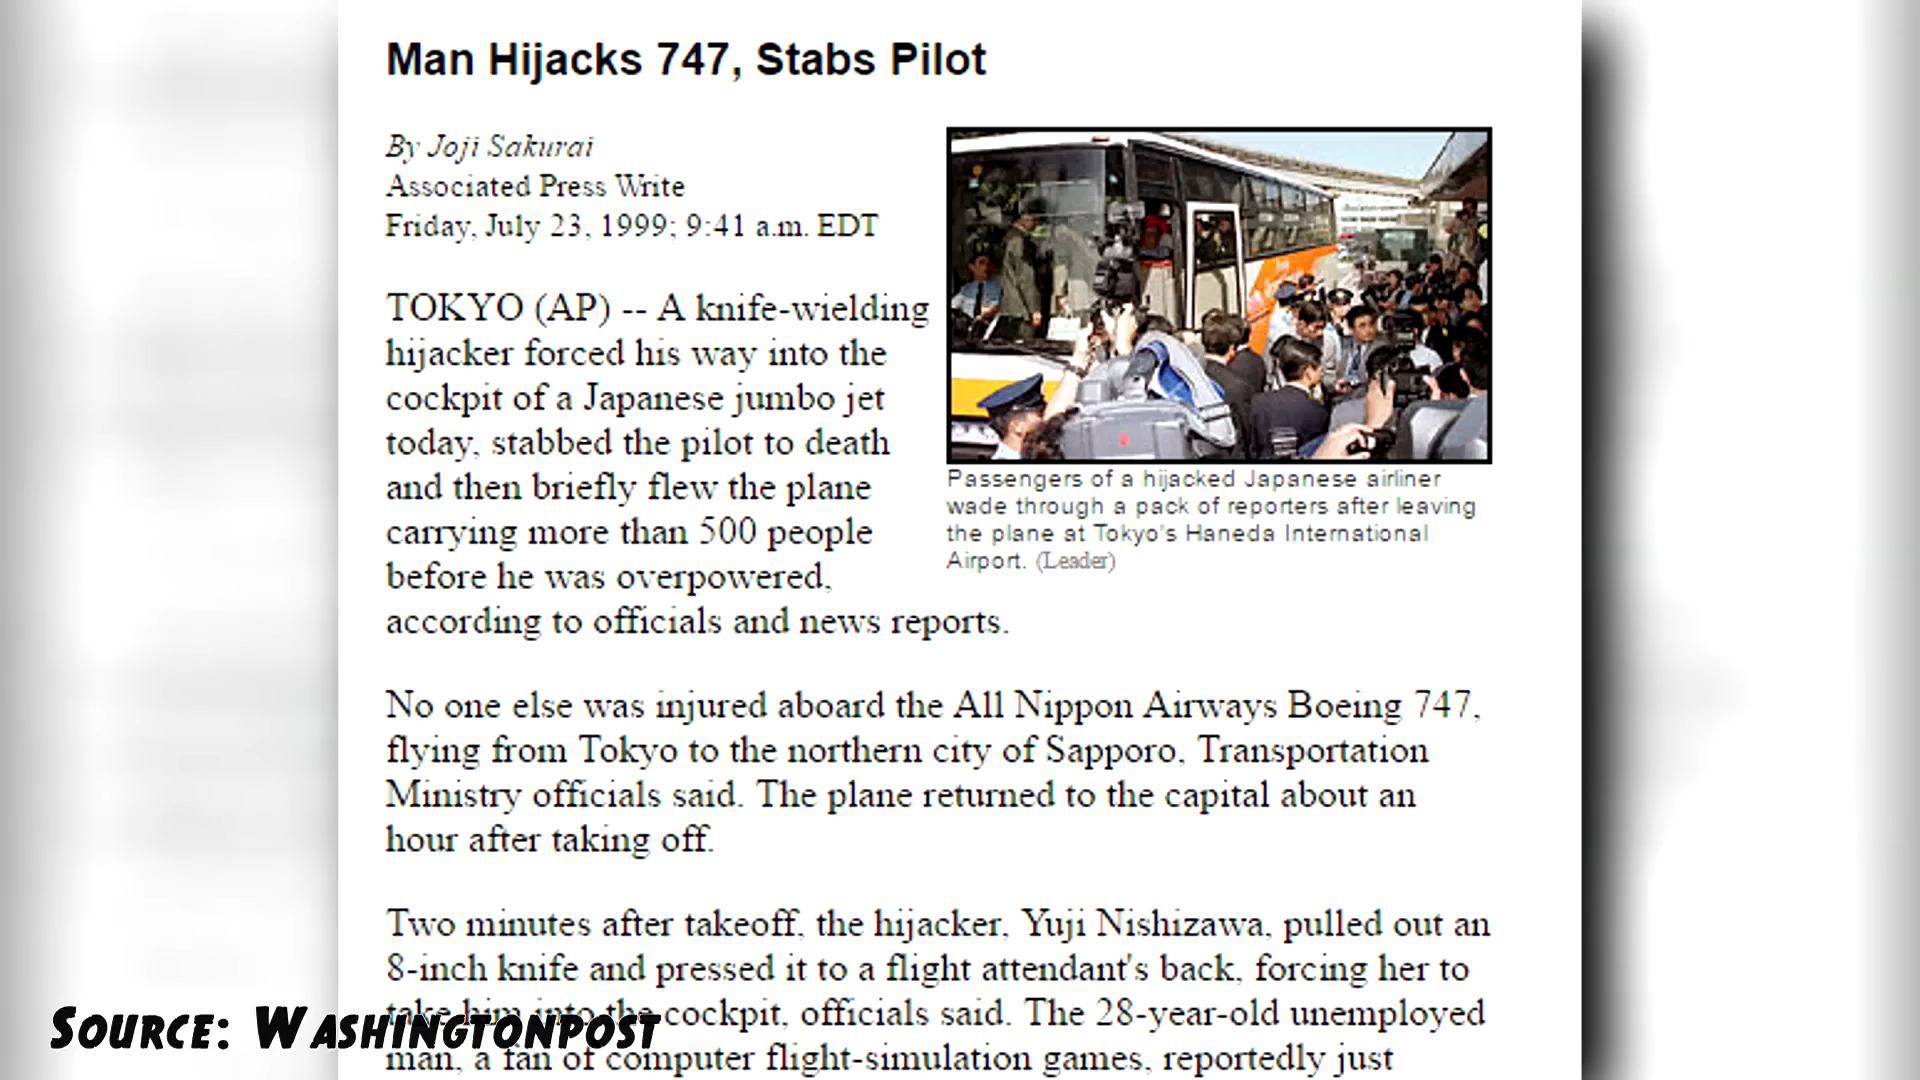 Man Hijacks 747, Stabs Pilot
By Joji Sakurai
Associated Press Write
Friday, July 23, 1999; 9:41 a.m. EDT
TOKYO (AP) -- A knife-wielding
hijacker forced his way into the
cockpit of a Japanese jumbo jet
today, stabbed the pilot to death
and then briefly flew the plane
carrying more than 500 people
before he was overpowered,
according to officials and news reports.
Passengers of a hijacked Japanese airliner
wade through a pack of reporters after leaving
the plane at Tokyo's Haneda International
Airport. (Leader)
No one else was injured aboard the All Nippon Airways Boeing 747,
flying from Tokyo to the northern city of Sapporo, Transportation
Ministry officials said. The plane returned to the capital about an
hour after taking off.
Two minutes after takeoff, the hijacker, Yuji Nishizawa, pulled out an
8-inch knife and pressed it to a flight attendant's back, forcing her to
take him into the cockpit, officials said. The 28-year-old unemployed
man, a fan of computer flight-simulation games, reportedly just
SOURCE: WASHINGTONPOST